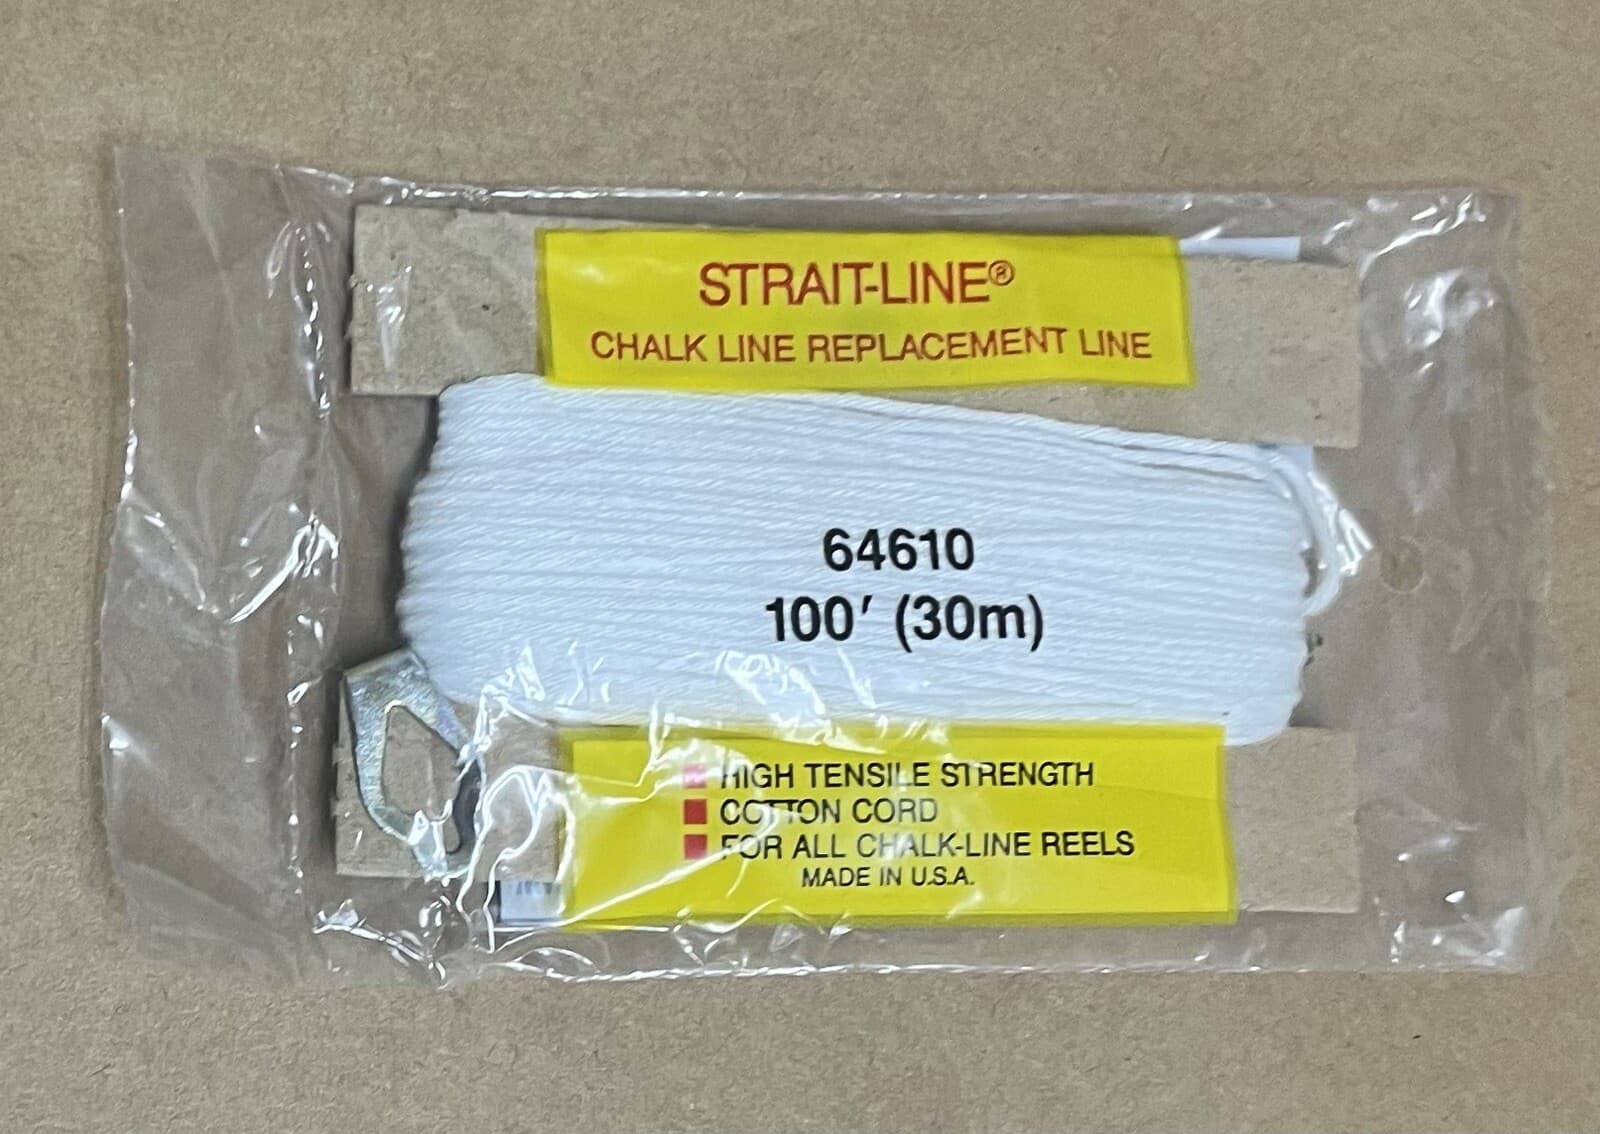 STRAIT-LINE®
CHALK LINE REPLACEMENT LINE
64610
100' (30m)
HIGH TENSILE STRENGTH
COTTON CORD
FOR ALL CHALK-LINE REELS
MADE IN U.S.A.